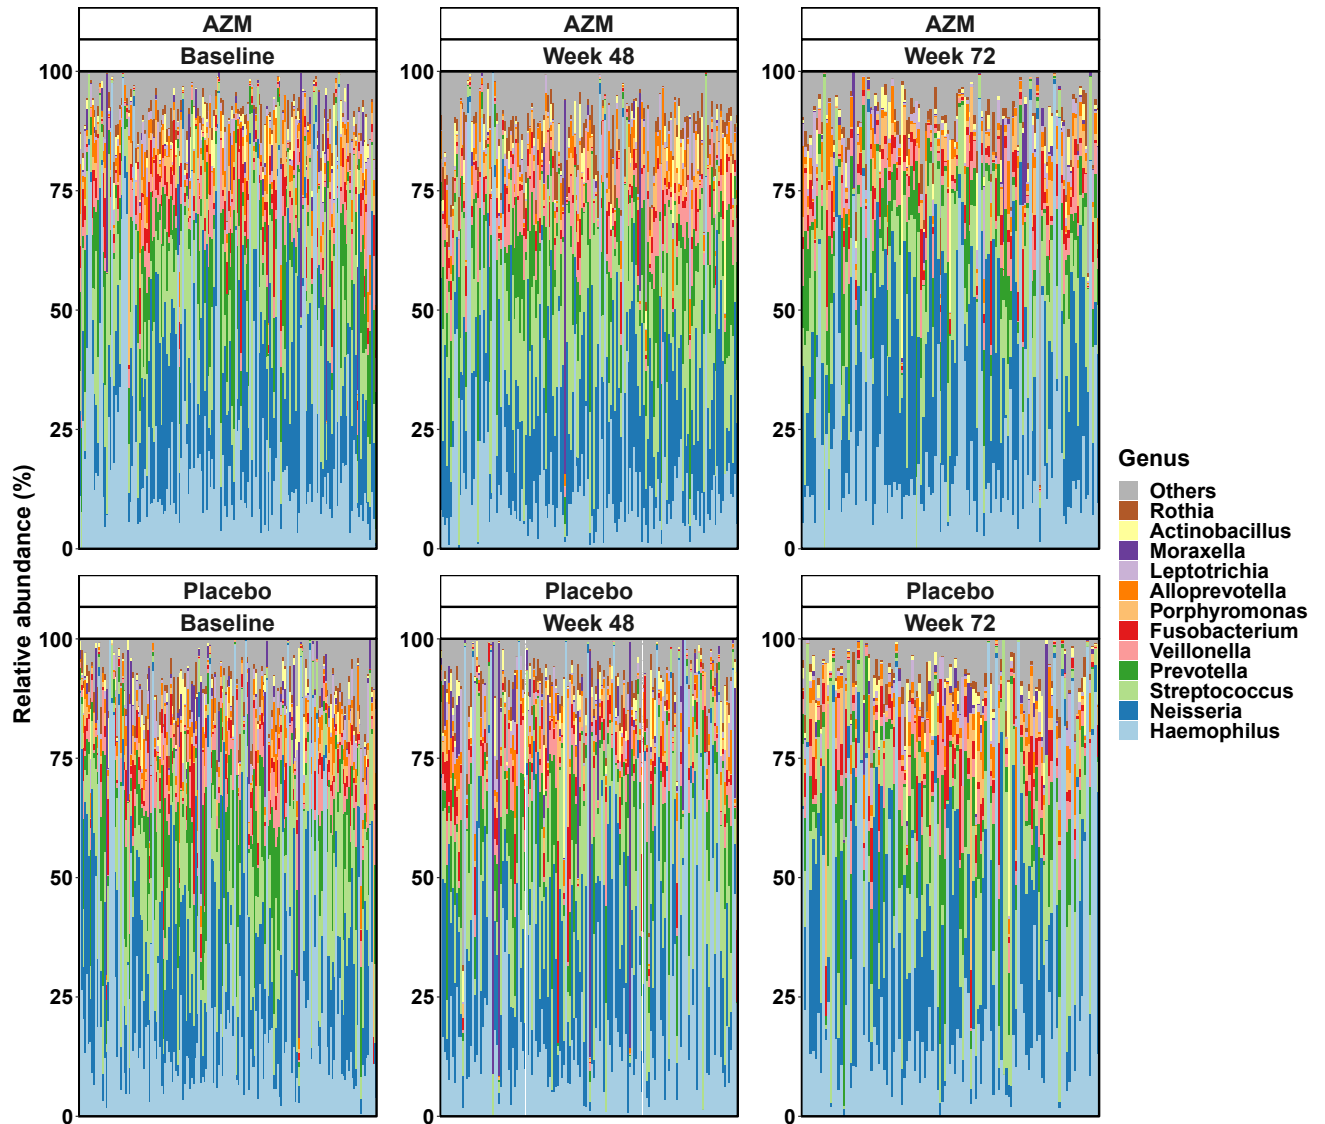 AZM
Baseline
AZM
Week 48
AZM
Week 72
100
75
50
25
0
100
75
50
25
0
100
75
50
25
0
Placebo
Baseline
Placebo
Week 48
Placebo
Week 72
100
75
50
25
0
100
75
50
25
0
100
75
50
25
0
Relative abundance (%)
Genus
Others
Rothia
Actinobacillus
Moraxella
Leptotrichia
Alloprevotella
Porphyromonas
Fusobacterium
Veillonella
Prevotella
Streptococcus
Neisseria
Haemophilus